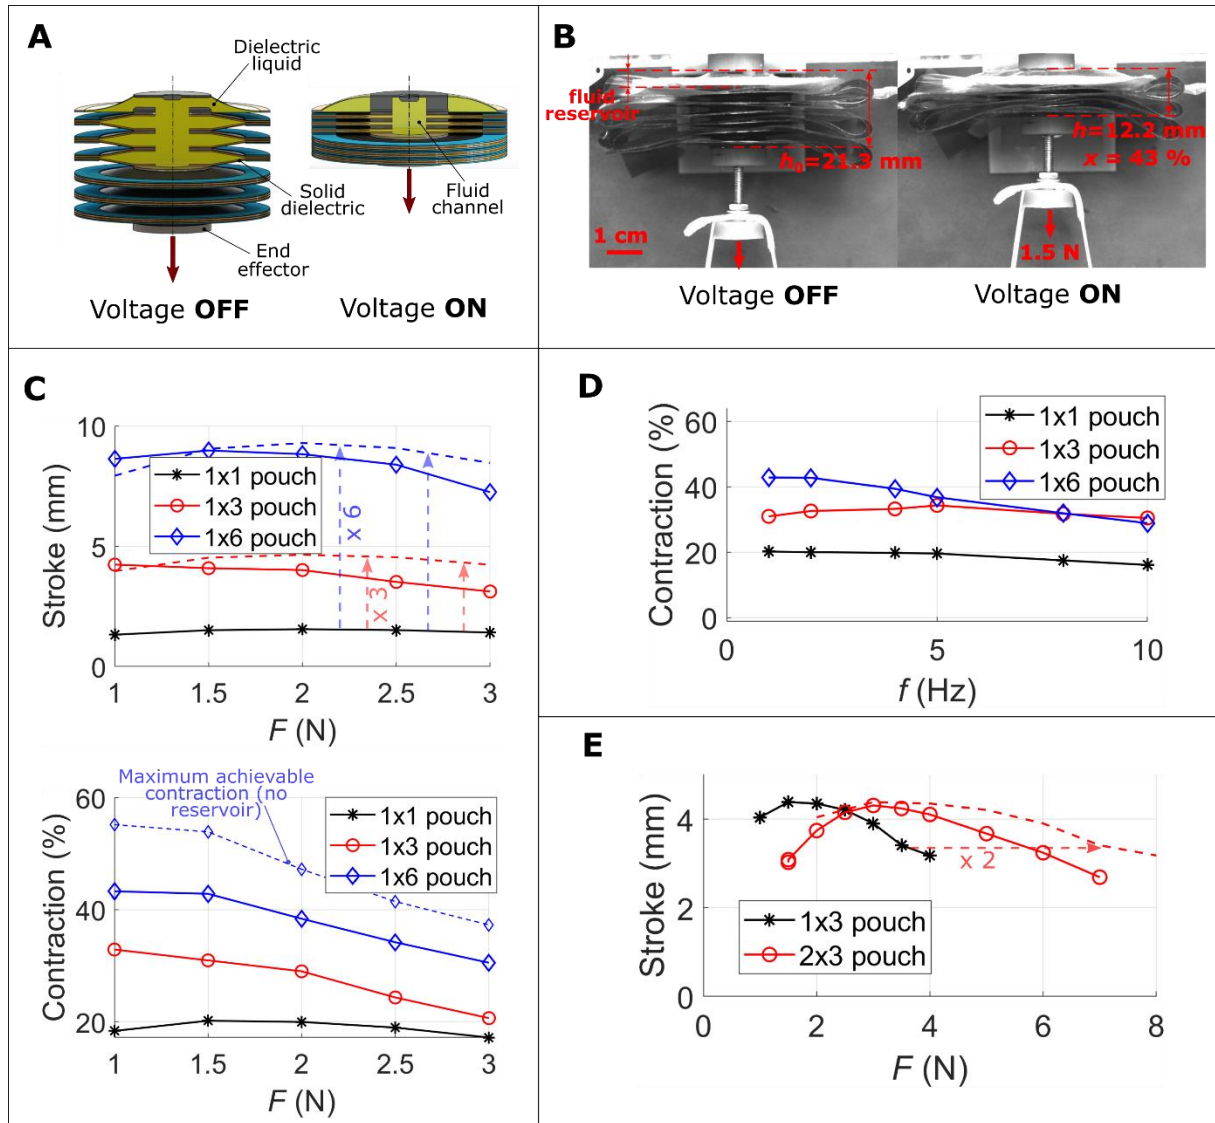 A
Dielectric
liquid
Solid
dielectric
Fluid
channel
End
effector
Voltage OFF
Voltage ON
B
fluid
reservoir
h₀=21.3 mm
1 cm
h=12.2 mm
x = 43 %
1.5 N
Voltage OFF
Voltage ON
C
Stroke (mm)
10
5
0
1x1 pouch
1x3 pouch
1x6 pouch
x 6
x 3
1
1.5
2
2.5
3
F (N)
Maximum achievable
contraction (no
reservoir)
Contraction (%)
60
40
20
1x1 pouch
1x3 pouch
1x6 pouch
1
1.5
2
2.5
3
F (N)
D
Contraction (%)
60
40
20
0
1x1 pouch
1x3 pouch
1x6 pouch
0
5
10
f (Hz)
E
Stroke (mm)
4
2
0
x 2
1x3 pouch
2x3 pouch
0
2
4
6
8
F (N)